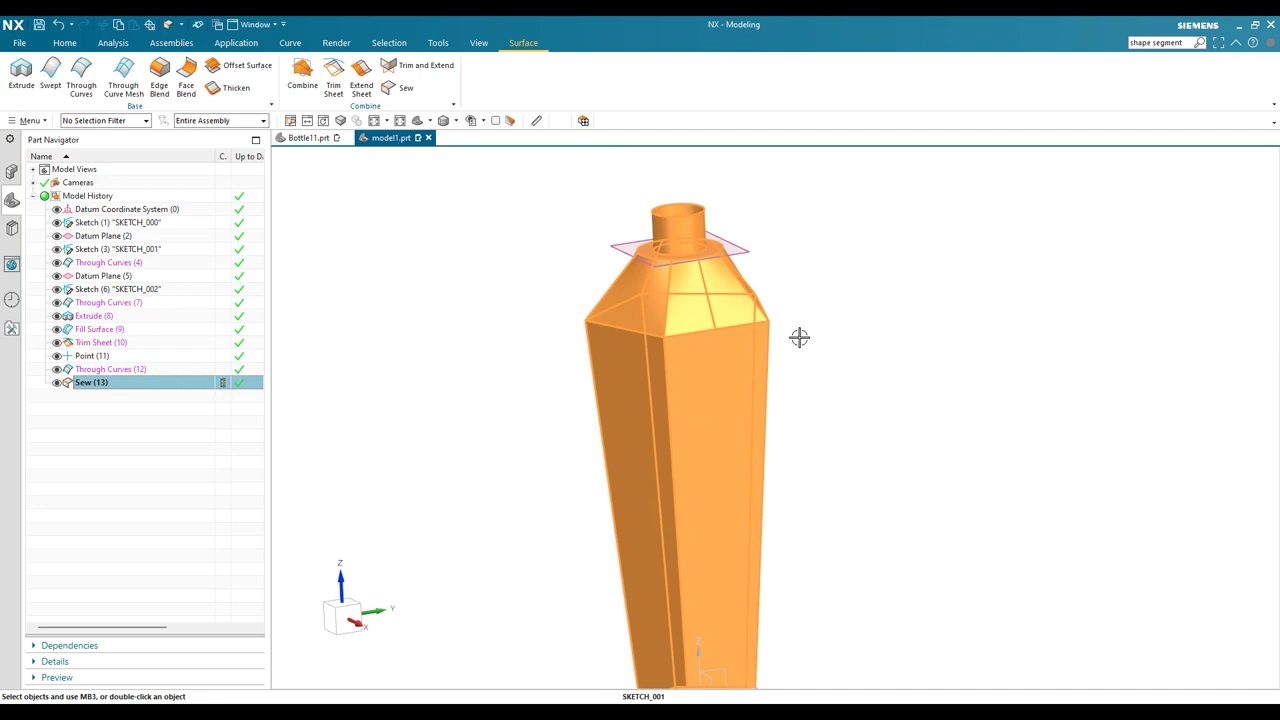 NX
Window
NX - Modeling
SIEMENS
File Home Analysis Assemblies Application Curve Render Selection Tools View Surface
shape segment
Extrude Swept Through Curves Through Curve Mesh Edge Blend Face Blend Offset Surface Thicken
Base
Combine Trim Sheet Extend Sheet Trim and Extend Sew
Combine
Menu No Selection Filter Entire Assembly
Part Navigator
Bottle11.prt model1.prt
Name C. Up to Da
Model Views
Cameras
Model History
Datum Coordinate System (0)
Sketch (1) "SKETCH_000"
Datum Plane (2)
Sketch (3) "SKETCH_001"
Through Curves (4)
Datum Plane (5)
Sketch (6) "SKETCH_002"
Through Curves (7)
Extrude (8)
Fill Surface (9)
Trim Sheet (10)
Point (11)
Through Curves (12)
Sew (13)
Z
Y
X
Z
Dependencies
Details
Preview
Select objects and use MB3, or double-click an object
SKETCH_001